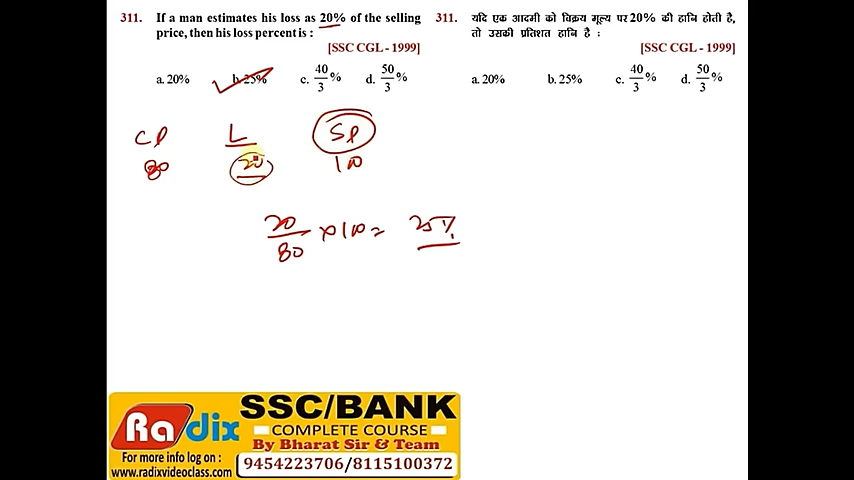 311. If a man estimates his loss as 20% of the selling
price, then his loss percent is :
[SSC CGL - 1999]
a. 20% b. 25% c. 40/3 % d. 50/3 %
311. यदि एक आदमी को विक्रय मूल्य पर 20% की हानि होती है,
तो उसकी प्रतिशत हानि है :
[SSC CGL - 1999]
a. 20% b. 25% c. 40/3 % d. 50/3 %
CP L SP
80 20 100
20/80 × 100 = 25%
Radix
For more info log on :
www.radixvideoclass.com
SSC/BANK
COMPLETE COURSE
By Bharat Sir & Team
9454223706/8115100372